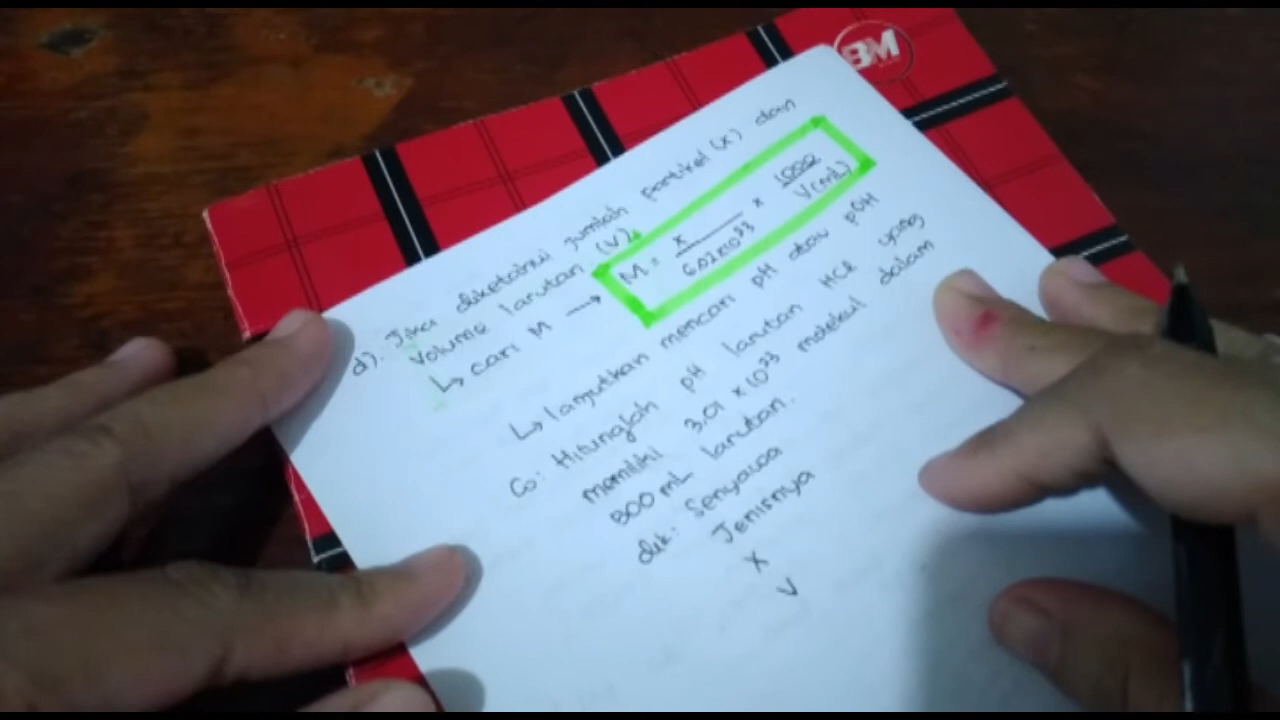 BM
d). Jika diketahui jumlah partikel (x) dan
Volume larutan (V),
↳ cari M → M = x / 6.02x10²³ x 1000 / V(mL)
↳ lanjutkan mencari pH atau pOH
Co: Hitunglah pH larutan HCl yang
memiliki 3.01 x 10²³ molekul dalam
800 mL larutan.
dik: Senyawa
Jenisnya
X
V